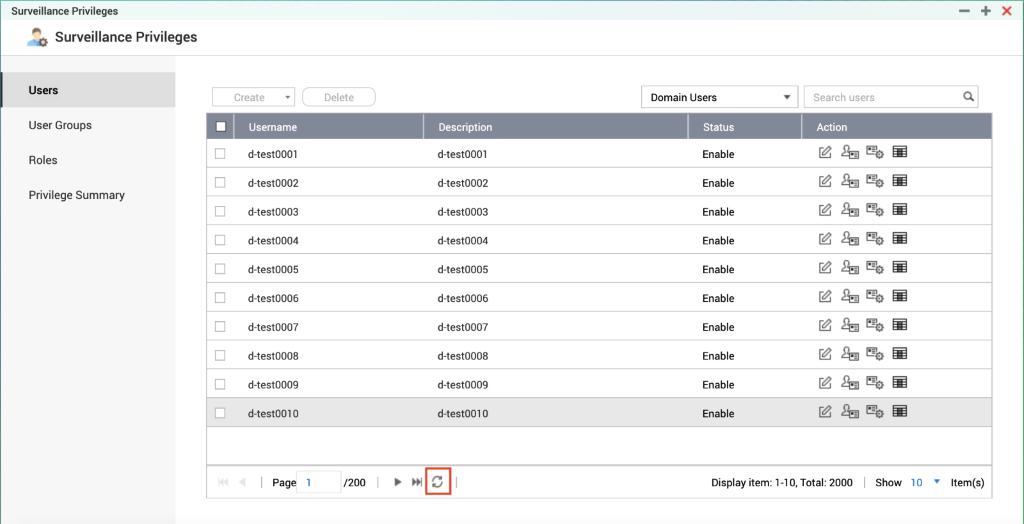 Surveillance Privileges
Surveillance Privileges
Users
User Groups
Roles
Privilege Summary
Create Delete Domain Users Search users
Username Description Status Action
d-test0001 d-test0001 Enable
d-test0002 d-test0002 Enable
d-test0003 d-test0003 Enable
d-test0004 d-test0004 Enable
d-test0005 d-test0005 Enable
d-test0006 d-test0006 Enable
d-test0007 d-test0007 Enable
d-test0008 d-test0008 Enable
d-test0009 d-test0009 Enable
d-test0010 d-test0010 Enable
Page 1 /200 Display item: 1-10, Total: 2000 Show 10 Item(s)